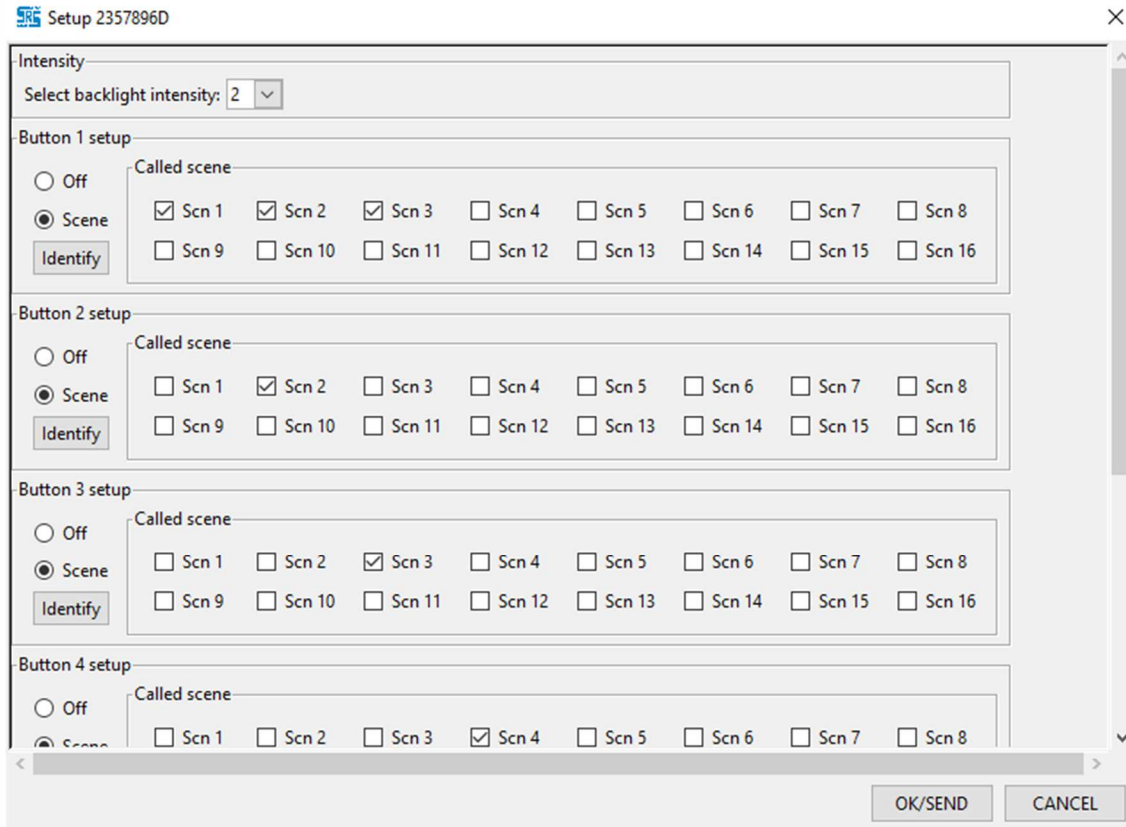 SRS Setup 2357896D
Intensity
Select backlight intensity: 2
Button 1 setup
Called scene
Off
Scn 1 Scn 2 Scn 3 Scn 4 Scn 5 Scn 6 Scn 7 Scn 8
Scene
Scn 9 Scn 10 Scn 11 Scn 12 Scn 13 Scn 14 Scn 15 Scn 16
Identify
Button 2 setup
Called scene
Off
Scn 1 Scn 2 Scn 3 Scn 4 Scn 5 Scn 6 Scn 7 Scn 8
Scene
Scn 9 Scn 10 Scn 11 Scn 12 Scn 13 Scn 14 Scn 15 Scn 16
Identify
Button 3 setup
Called scene
Off
Scn 1 Scn 2 Scn 3 Scn 4 Scn 5 Scn 6 Scn 7 Scn 8
Scene
Scn 9 Scn 10 Scn 11 Scn 12 Scn 13 Scn 14 Scn 15 Scn 16
Identify
Button 4 setup
Called scene
Off
Scn 1 Scn 2 Scn 3 Scn 4 Scn 5 Scn 6 Scn 7 Scn 8
Scene
OK/SEND CANCEL